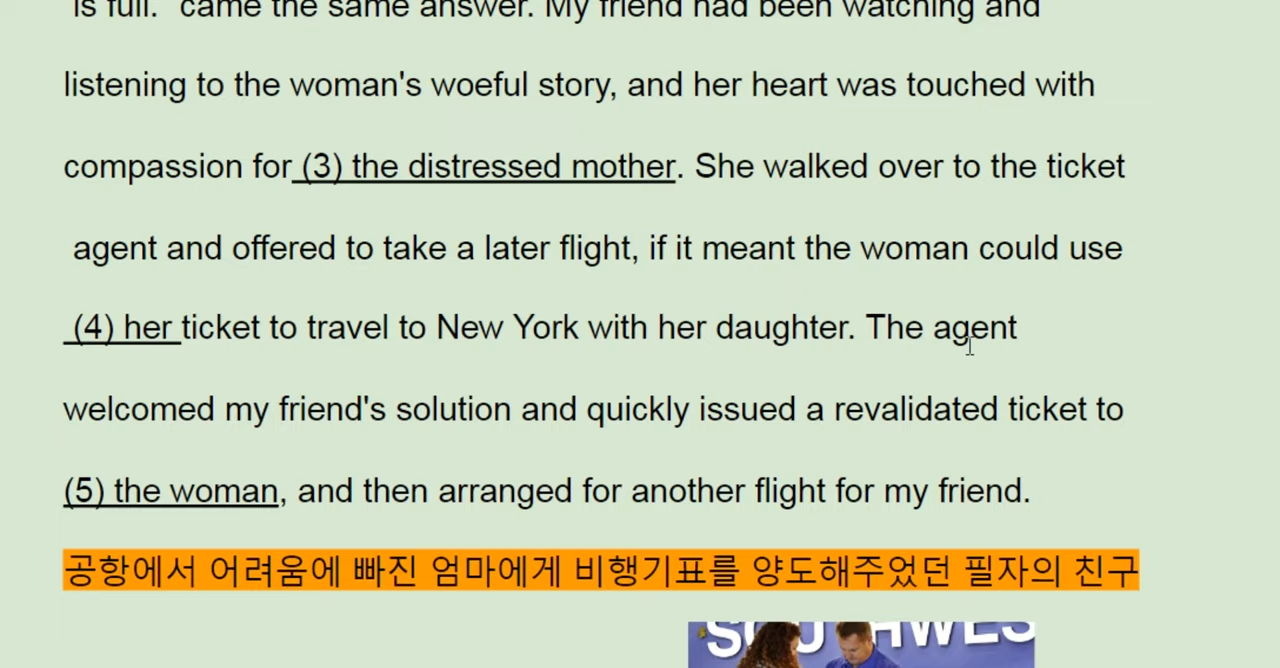 is full." came the same answer. My friend had been watching and
listening to the woman's woeful story, and her heart was touched with
compassion for (3) the distressed mother. She walked over to the ticket
agent and offered to take a later flight, if it meant the woman could use
(4) her ticket to travel to New York with her daughter. The agent
welcomed my friend's solution and quickly issued a revalidated ticket to
(5) the woman, and then arranged for another flight for my friend.
공항에서 어려움에 빠진 엄마에게 비행기표를 양도해주었던 필자의 친구